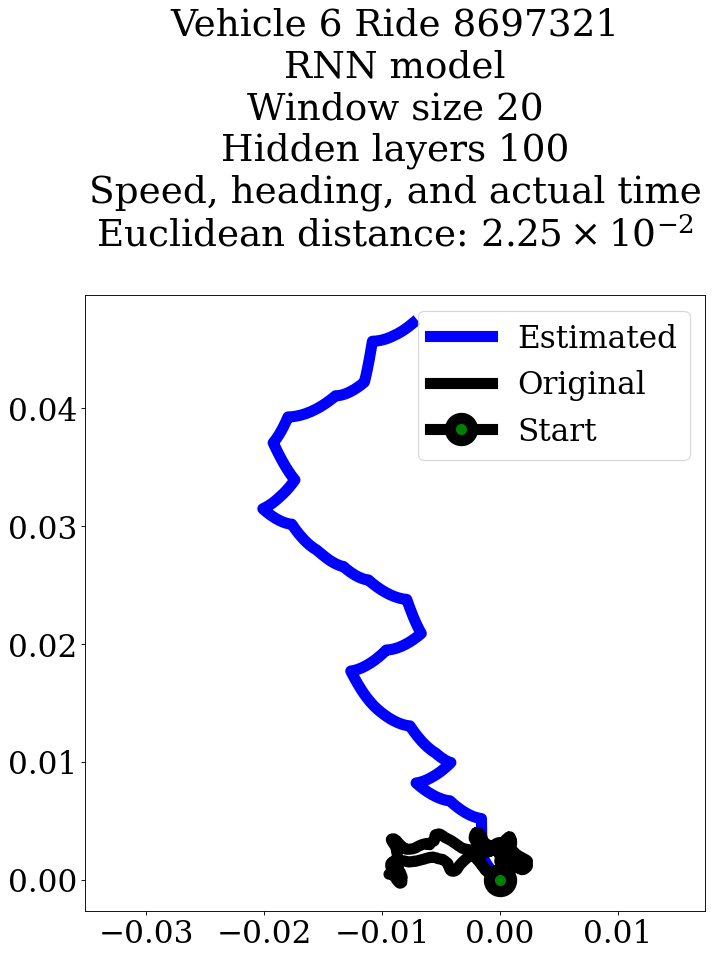 Vehicle 6 Ride 8697321
RNN model
Window size 20
Hidden layers 100
Speed, heading, and actual time
Euclidean distance: 2.25 × 10⁻²
Estimated
Original
Start
0.04
0.03
0.02
0.01
0.00
−0.03 −0.02 −0.01 0.00 0.01